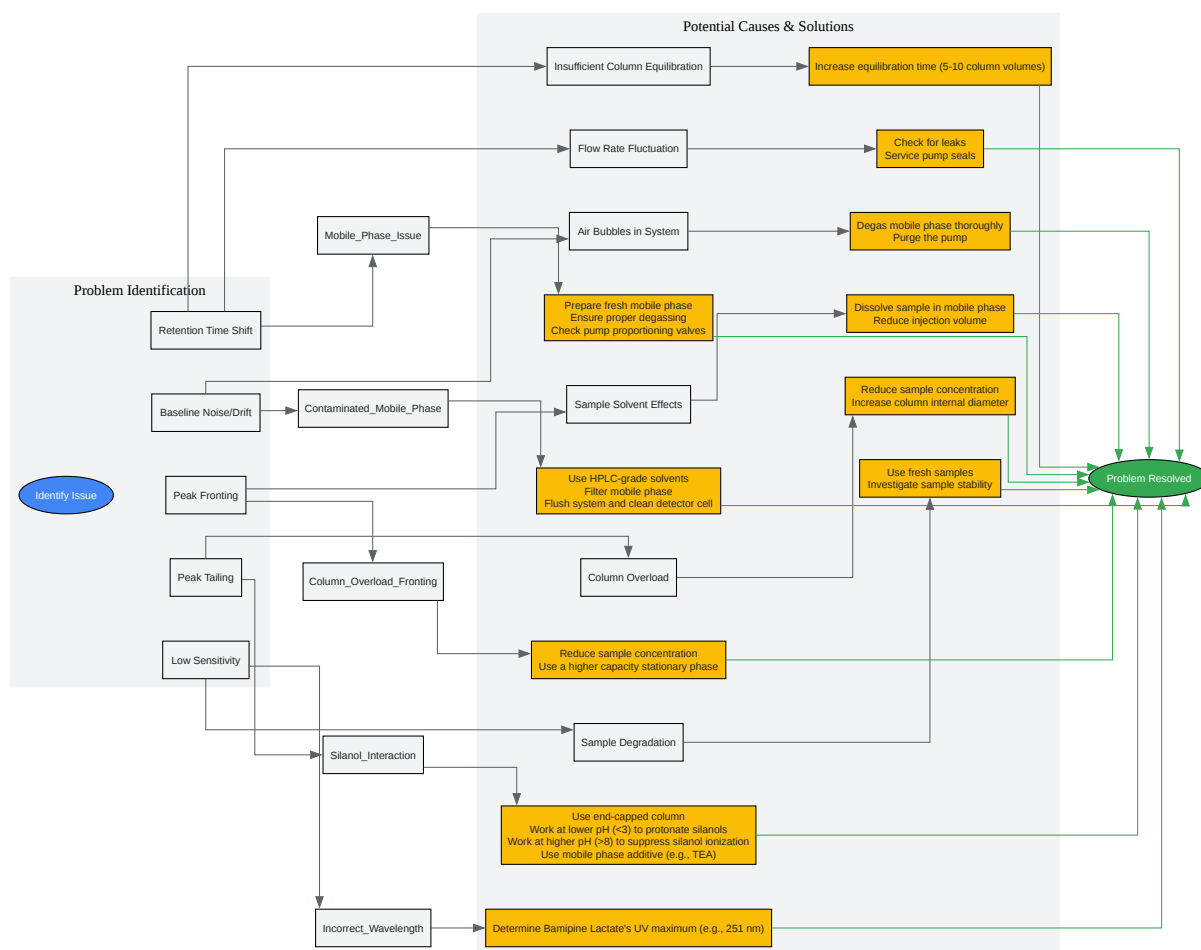 Potential Causes & Solutions
Insufficient Column Equilibration
Increase equilibration time (5-10 column volumes)
Flow Rate Fluctuation
Check for leaks
Service pump seals
Mobile_Phase_Issue
Air Bubbles in System
Degas mobile phase thoroughly
Purge the pump
Problem Identification
Retention Time Shift
Prepare fresh mobile phase
Ensure proper degassing
Check pump proportioning valves
Dissolve sample in mobile phase
Reduce injection volume
Baseline Noise/Drift
Contaminated_Mobile_Phase
Sample Solvent Effects
Reduce sample concentration
Increase column internal diameter
Identify Issue
Peak Fronting
Use HPLC-grade solvents
Filter mobile phase
Flush system and clean detector cell
Use fresh samples
Investigate sample stability
Problem Resolved
Peak Tailing
Column_Overload_Fronting
Column Overload
Low Sensitivity
Reduce sample concentration
Use a higher capacity stationary phase
Silanol_Interaction
Sample Degradation
Use end-capped column
Work at lower pH (<3) to protonate silanols
Work at higher pH (>8) to suppress silanol ionization
Use mobile phase additive (e.g., TEA)
Incorrect_Wavelength
Determine Bamipine Lactate's UV maximum (e.g., 251 nm)